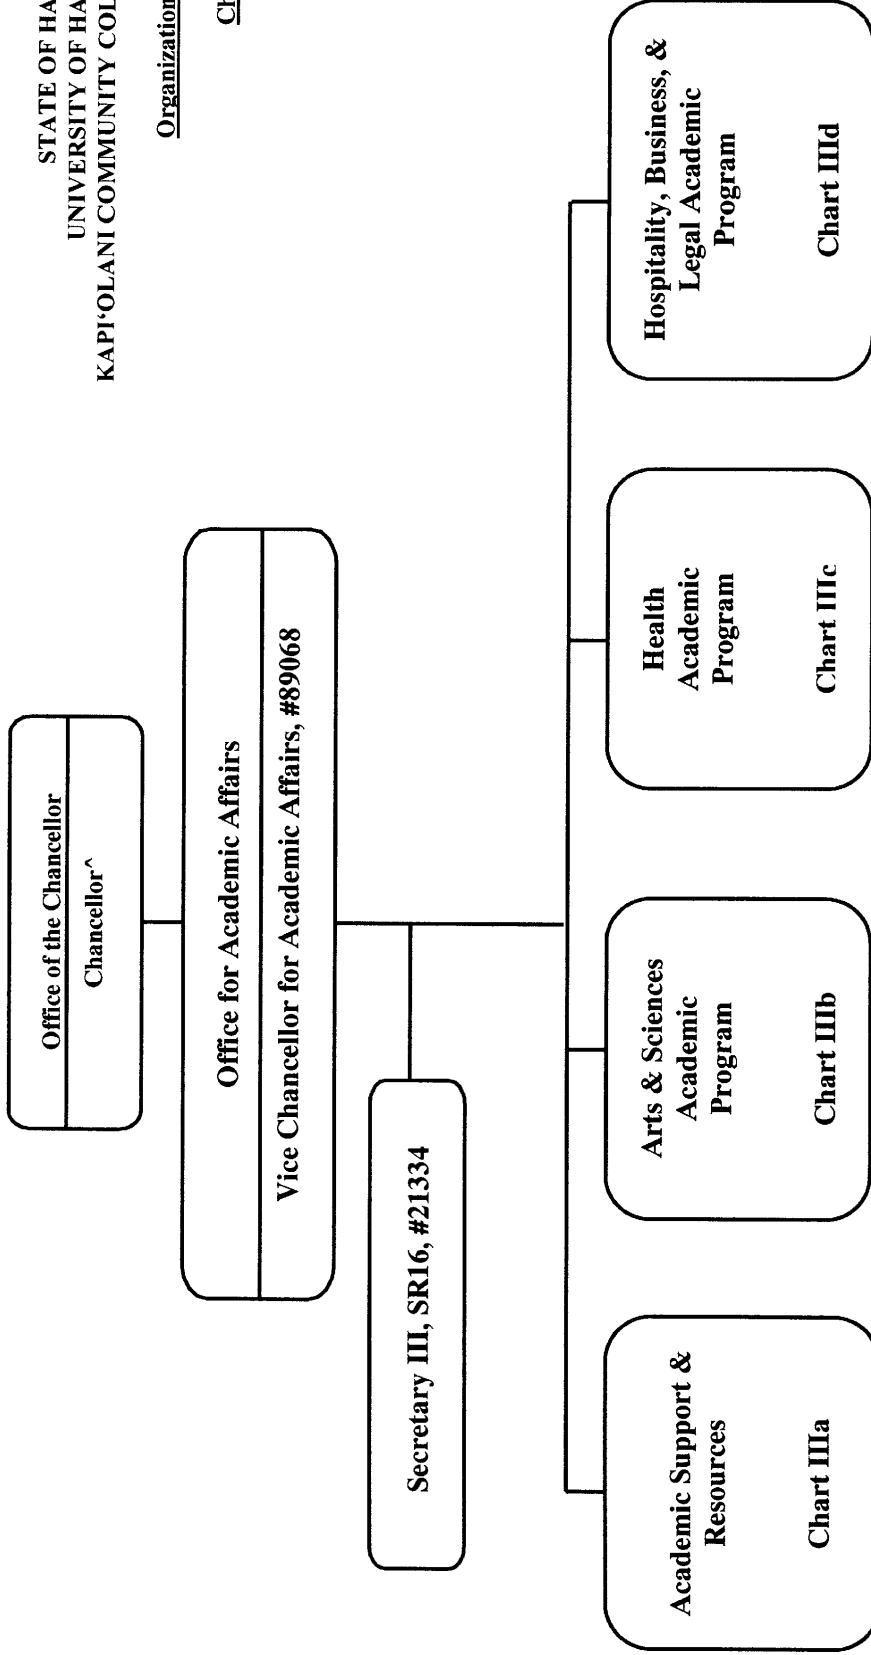 STATE OF HA
UNIVERSITY OF HA
KAPI‘OLANI COMMUNITY COL
Organization
Ch
Office of the Chancellor
Chancellor^
Office for Academic Affairs
Vice Chancellor for Academic Affairs, #89068
Secretary III, SR16, #21334
Academic Support &
Resources
Chart IIIa
Arts & Sciences
Academic
Program
Chart IIIb
Health
Academic
Program
Chart IIIc
Hospitality, Business, &
Legal Academic
Program
Chart IIId